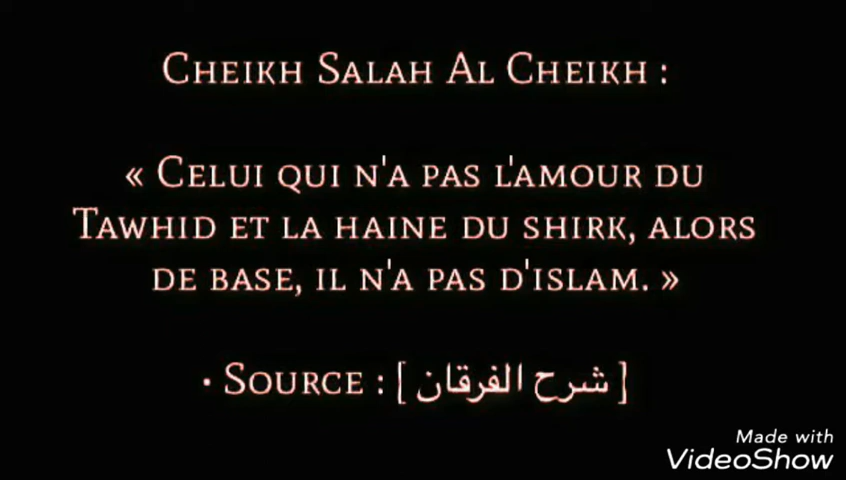 Cheikh Salah Al Cheikh :
« Celui qui n'a pas l'amour du
Tawhid et la haine du shirk, alors
de base, il n'a pas d'islam. »
• Source : [ شرح الفرقان ]
Made with
VideoShow